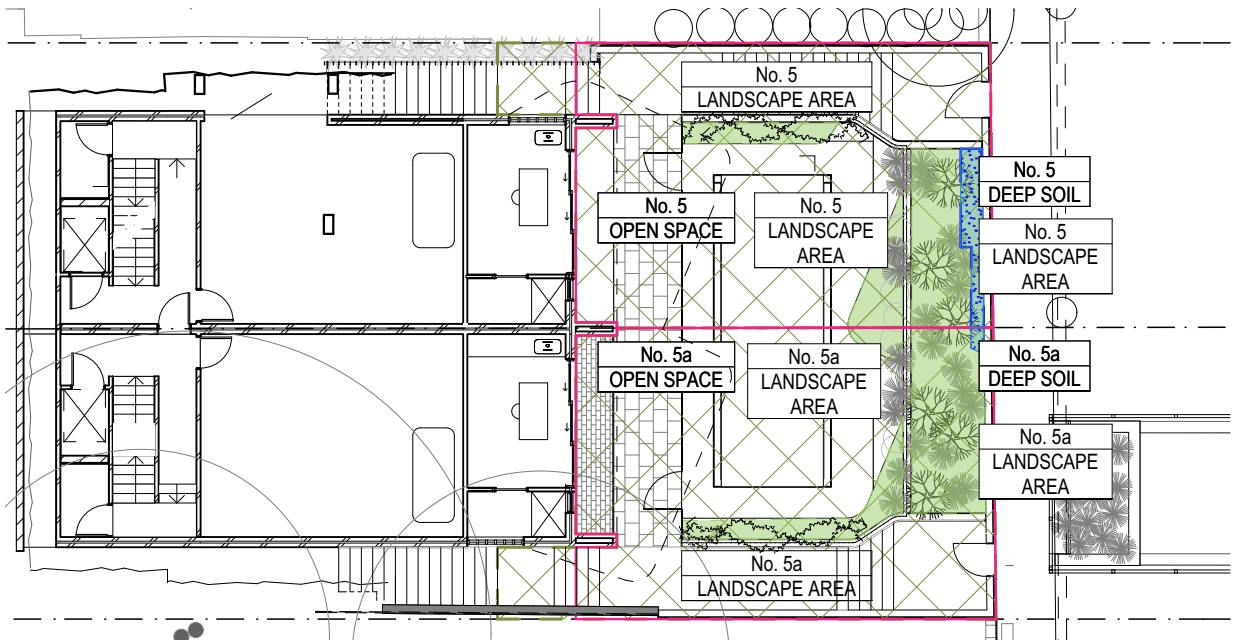 No. 5
LANDSCAPE AREA
No. 5
DEEP SOIL
No. 5
OPEN SPACE
No. 5
LANDSCAPE
AREA
No. 5
LANDSCAPE
AREA
No. 5a
OPEN SPACE
No. 5a
LANDSCAPE
AREA
No. 5a
DEEP SOIL
No. 5a
LANDSCAPE
AREA
No. 5a
LANDSCAPE AREA